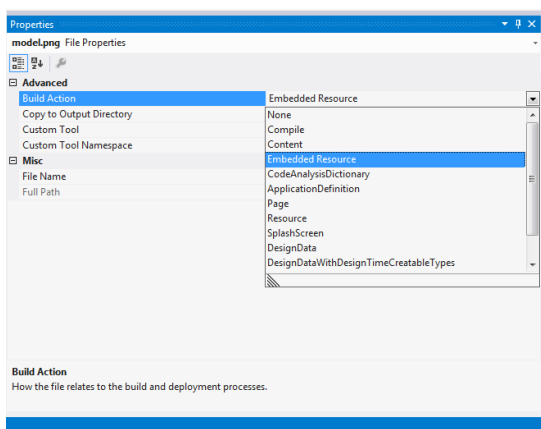 Properties
model.png File Properties
Advanced
Build Action Embedded Resource
Copy to Output Directory None
Custom Tool Compile
Custom Tool Namespace Content
Misc Embedded Resource
File Name CodeAnalysisDictionary
Full Path ApplicationDefinition
Page
Resource
SplashScreen
DesignData
DesignDataWithDesignTimeCreatableTypes
Build Action
How the file relates to the build and deployment processes.